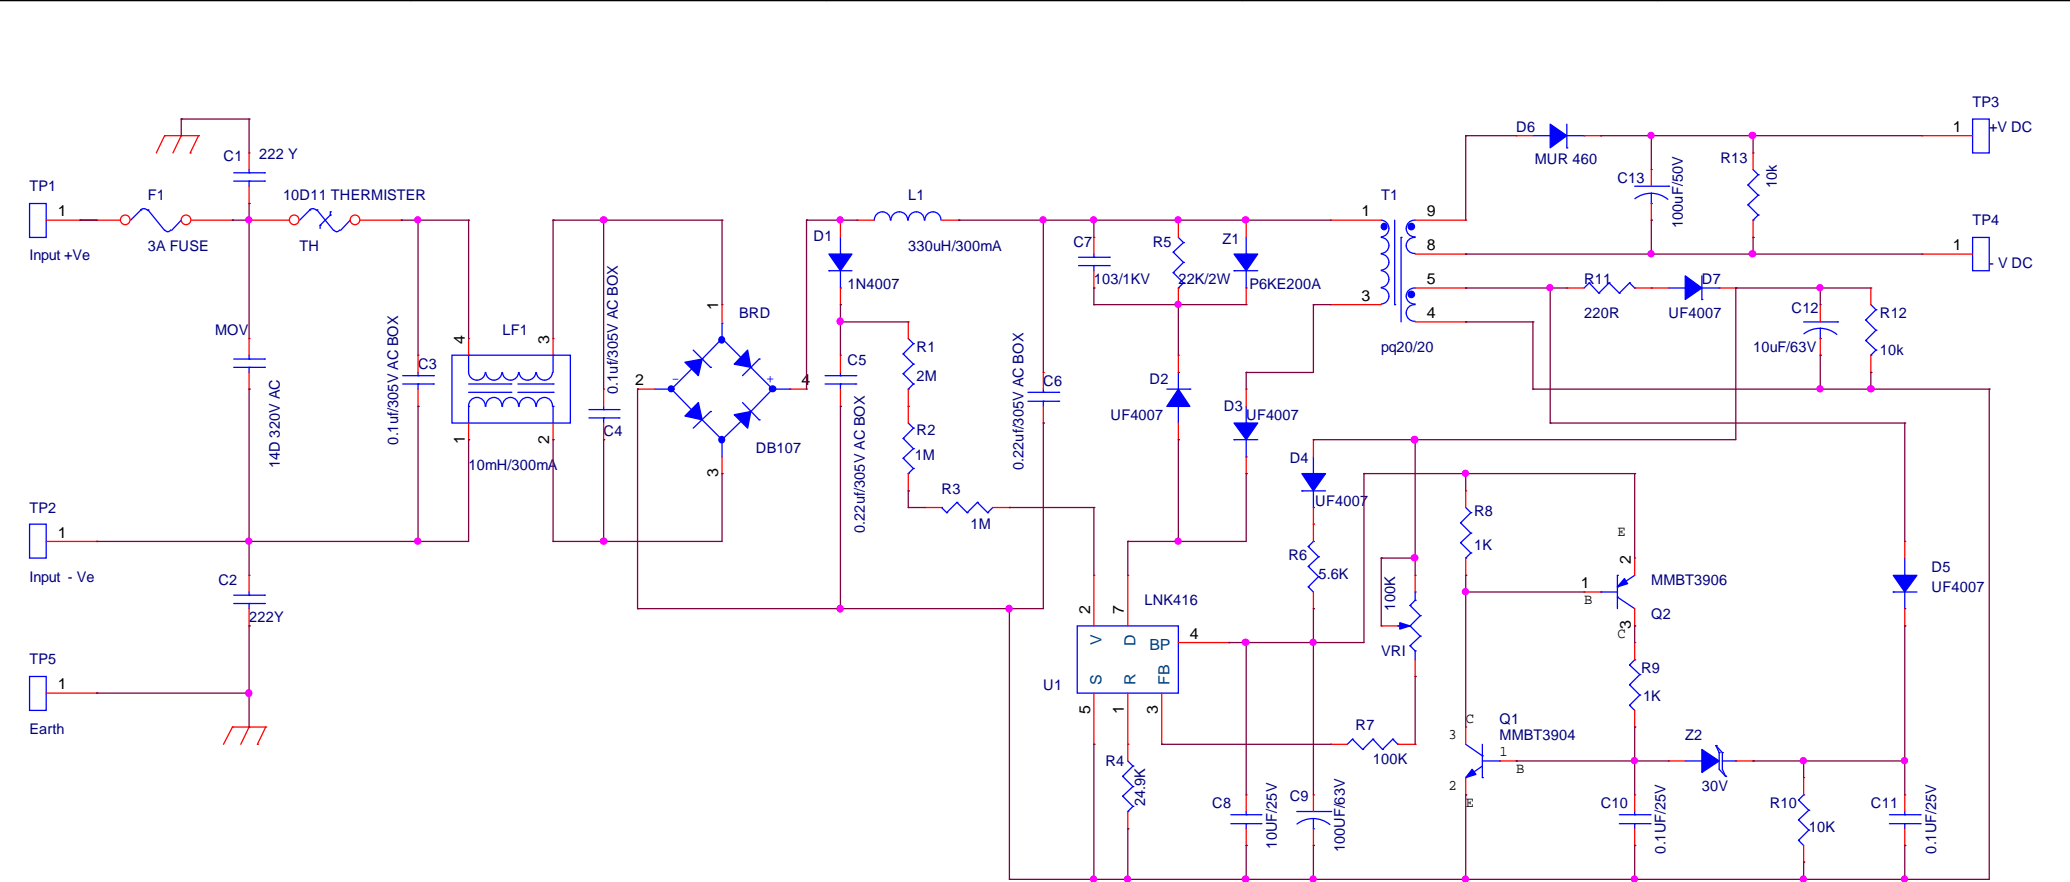 TP1
1
Input +Ve
F1
3A FUSE
C1
222 Y
10D11 THERMISTER
TH
MOV
14D 320V AC
TP2
1
Input - Ve
C2
222Y
TP5
1
Earth
0.1uf/305V AC BOX
C3
4
3
LF1
1
2
10mH/300mA
0.1uf/305V AC BOX
C4
1
BRD
2
-
+
4
3
DB107
D1
1N4007
L1
330uH/300mA
C5
0.22uf/305V AC BOX
R1
2M
R2
1M
R3
1M
0.22uf/305V AC BOX
C6
C7
103/1KV
R5
22K/2W
Z1
P6KE200A
D2
UF4007
D3
UF4007
T1
1
3
9
8
5
4
pq20/20
D6
MUR 460
C13
100uF/50V
R13
10k
TP3
1
+V DC
TP4
1
- V DC
R11
220R
D7
UF4007
C12
10uF/63V
R12
10k
D4
UF4007
R6
5.6K
100K
VRI
R8
1K
E
2
1
B
MMBT3906
Q2
C
3
R9
1K
D5
UF4007
LNK416
2
7
V
D
BP
4
S
R
FB
U1
5
1
3
R4
24.9K
R7
100K
C8
10UF/25V
C9
100UF/63V
C
3
Q1
MMBT3904
1
B
2
E
Z2
30V
C10
0.1UF/25V
R10
10K
C11
0.1UF/25V